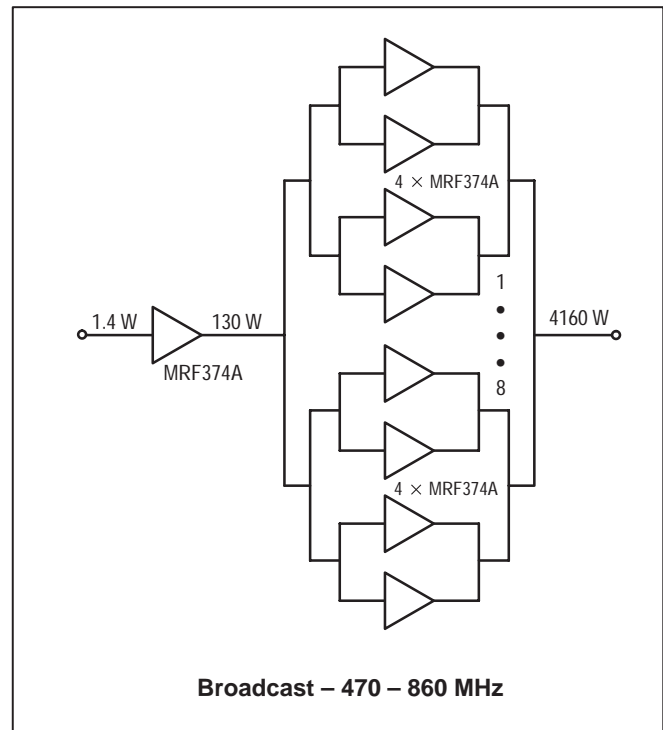 4 × MRF374A
1
1.4 W
130 W
4160 W
MRF374A
8
4 × MRF374A
Broadcast – 470 – 860 MHz